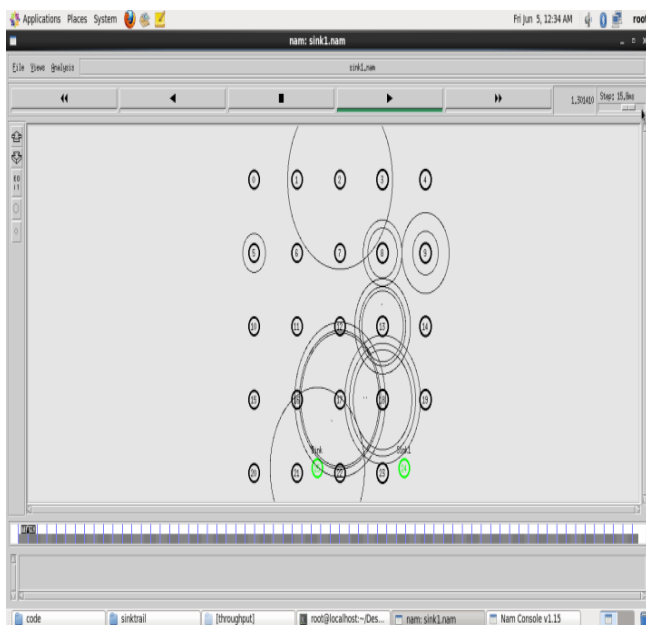 Applications Places System Fri Jun 5, 12:34 AM root
nam: sink1.nam
File Views Analysis sink1.nam
1.301410 Step: 15.8ms
0 1 2 3 4
5 6 7 8 9
10 11 12 13 14
15 16 17 18 19
Sink Sink1
20 21 22 23 24
code sinktrail [throughput] root@localhost:~/Des... nam: sink1.nam Nam Console v1.15